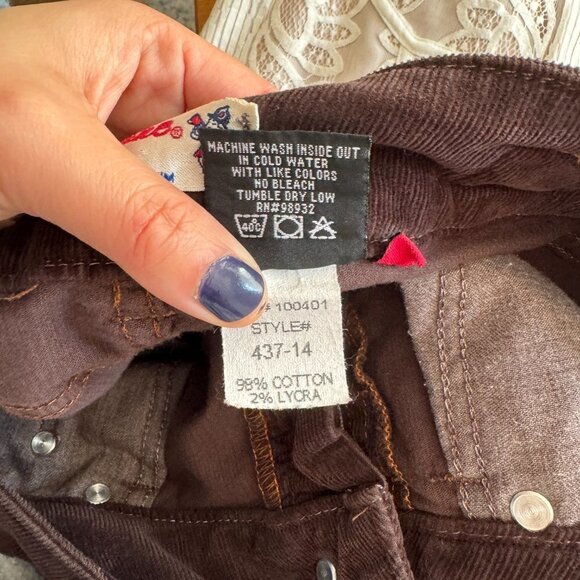 MACHINE WASH INSIDE OUT
IN COLD WATER
WITH LIKE COLORS
NO BLEACH
TUMBLE DRY LOW
RN#98932
40C
# 100401
STYLE#
437-14
98% COTTON
2% LYCRA